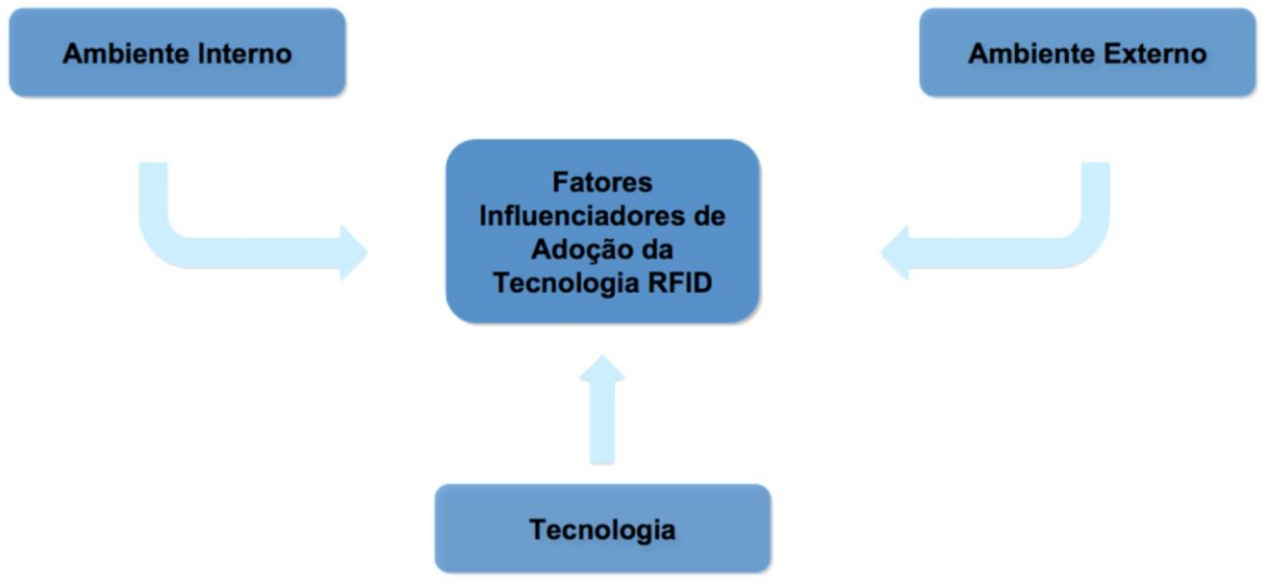 Ambiente Interno
Ambiente Externo
Fatores
Influenciadores de
Adoção da
Tecnologia RFID
Tecnologia